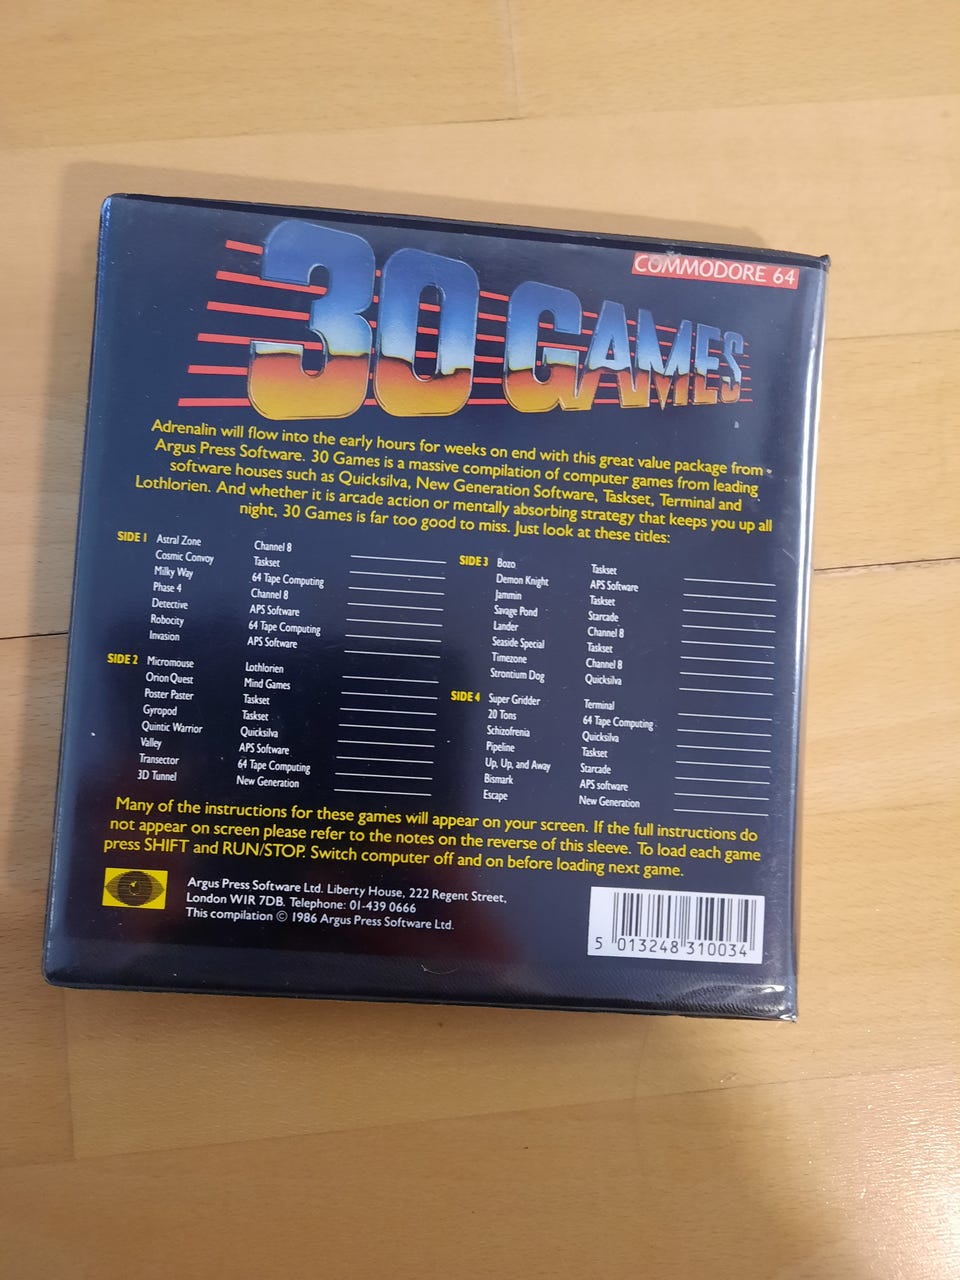 COMMODORE 64
30 GAMES
Adrenalin will flow into the early hours for weeks on end with this great value package from
Argus Press Software. 30 Games is a massive compilation of computer games from leading
software houses such as Quicksilva, New Generation Software, Taskset, Terminal and
Lothlorien. And whether it is arcade action or mentally absorbing strategy that keeps you up all
night, 30 Games is far too good to miss. Just look at these titles:
SIDE 1 Astral Zone Channel 8
Cosmic Convoy Taskset
Milky Way 64 Tape Computing
Phase 4 Channel 8
Detective APS Software
Robocity 64 Tape Computing
Invasion APS Software
SIDE 2 Micromouse Lothlorien
Orion Quest Mind Games
Poster Paster Taskset
Gyropod Taskset
Quintic Warrior Quicksilva
Valley APS Software
Transector 64 Tape Computing
3D Tunnel New Generation
SIDE 3 Bozo Taskset
Demon Knight APS Software
Jammin Taskset
Savage Pond Starcade
Lander Channel 8
Seaside Special Taskset
Timezone Channel 8
Strontium Dog Quicksilva
SIDE 4 Super Gridder Terminal
20 Tons 64 Tape Computing
Schizofrenia Quicksilva
Pipeline Taskset
Up, Up, and Away Starcade
Bismark APS software
Escape New Generation
Many of the instructions for these games will appear on your screen. If the full instructions do
not appear on screen please refer to the notes on the reverse of this sleeve. To load each game
press SHIFT and RUN/STOP. Switch computer off and on before loading next game.
Argus Press Software Ltd. Liberty House, 222 Regent Street,
London W1R 7DB. Telephone: 01-439 0666
This compilation © 1986 Argus Press Software Ltd.
5 013248 310034